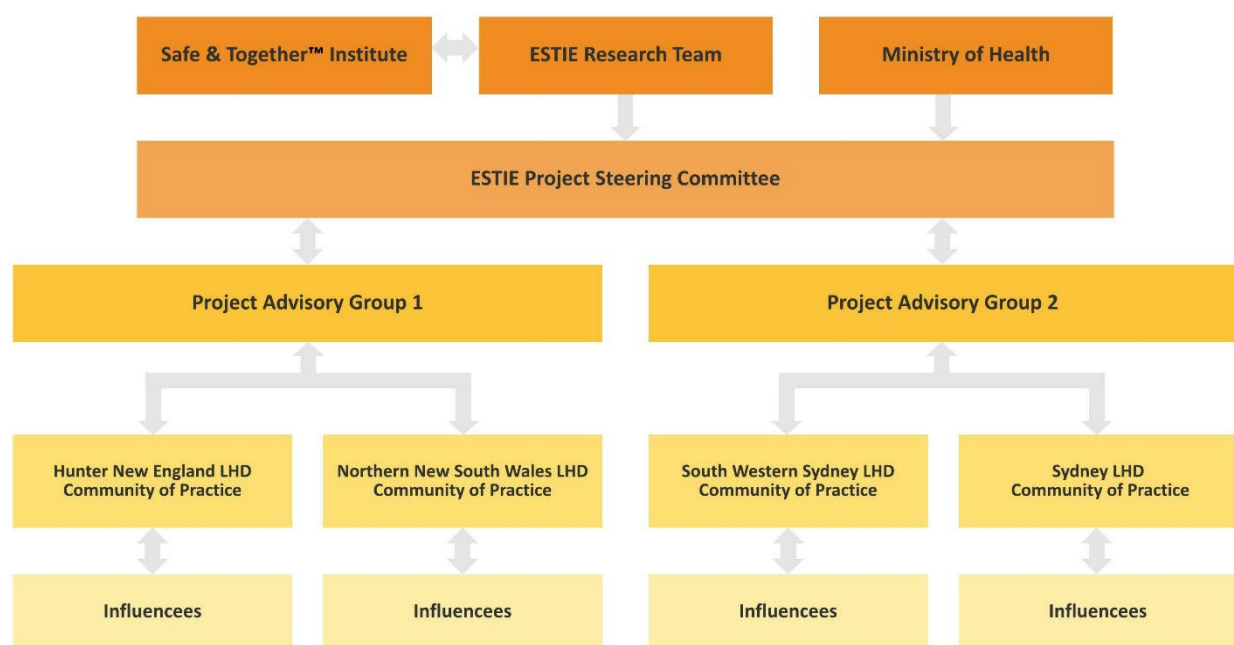 Safe & Together™ Institute
ESTIE Research Team
Ministry of Health
ESTIE Project Steering Committee
Project Advisory Group 1
Project Advisory Group 2
Hunter New England LHD
Community of Practice
Northern New South Wales LHD
Community of Practice
South Western Sydney LHD
Community of Practice
Sydney LHD
Community of Practice
Influencees
Influencees
Influencees
Influencees